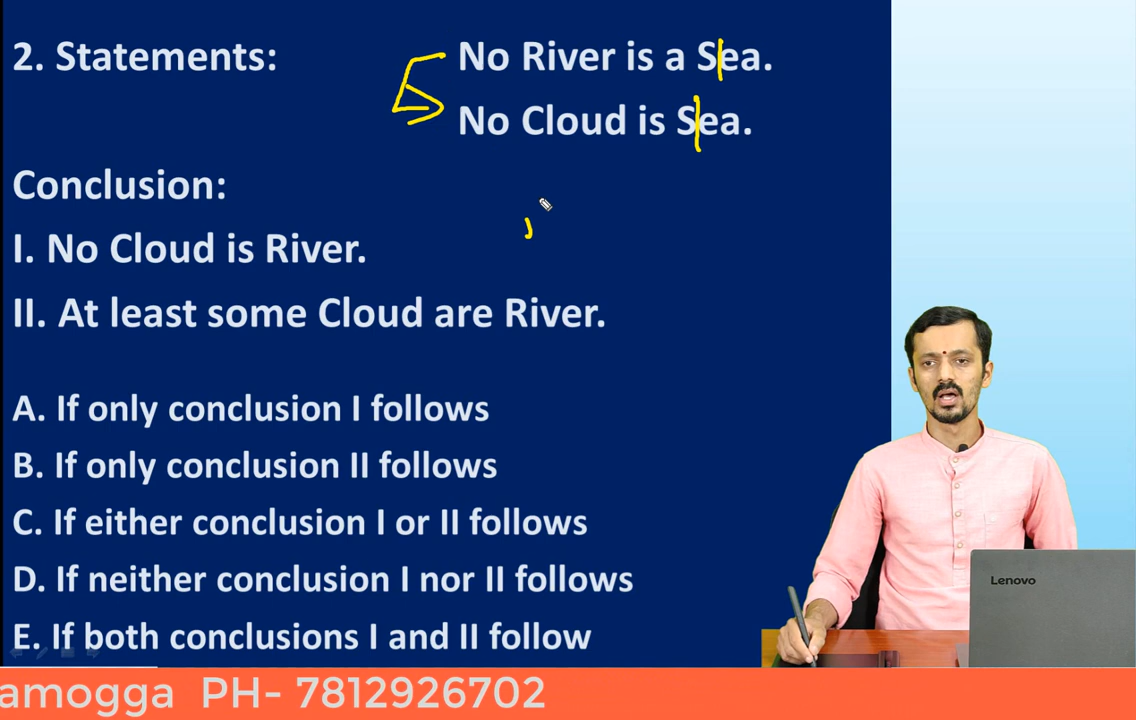 2. Statements: No River is a Sea.
No Cloud is Sea.
Conclusion:
I. No Cloud is River.
II. At least some Cloud are River.
A. If only conclusion I follows
B. If only conclusion II follows
C. If either conclusion I or II follows
D. If neither conclusion I nor II follows
E. If both conclusions I and II follow
Lenovo
amogga PH- 7812926702